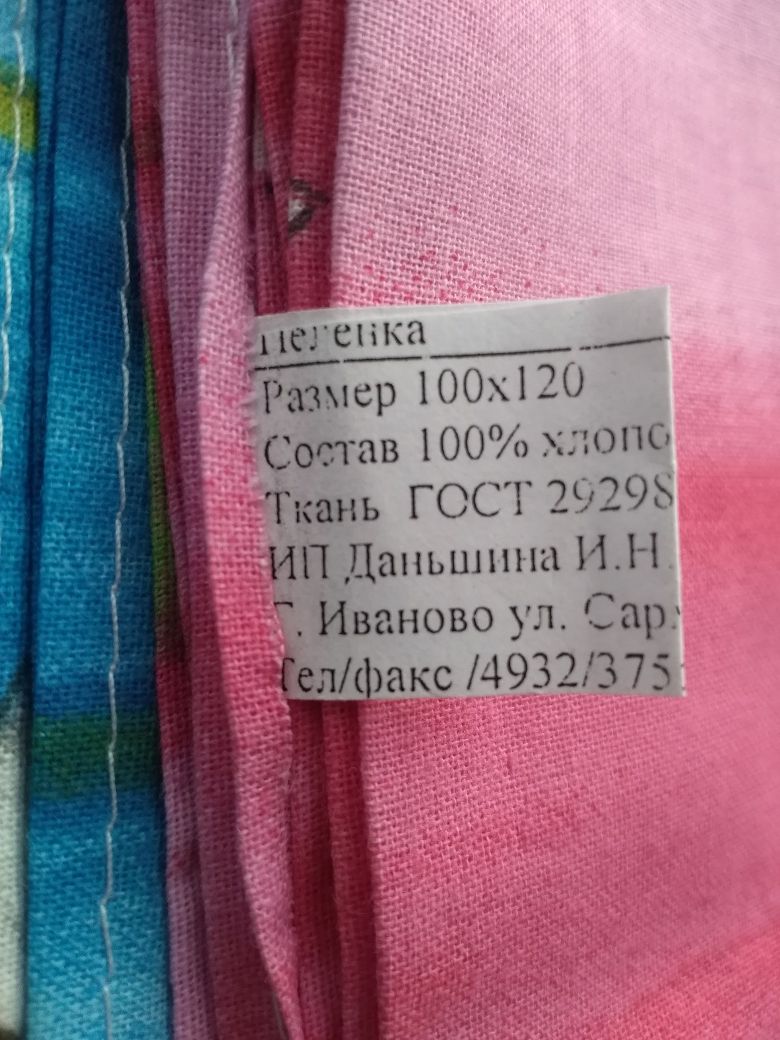 Пеленка
Размер 100х120
Состав 100% хлопо
Ткань ГОСТ 29298
ИП Даньшина И.Н.
Г. Иваново ул. Сар
Тел/факс /4932/375